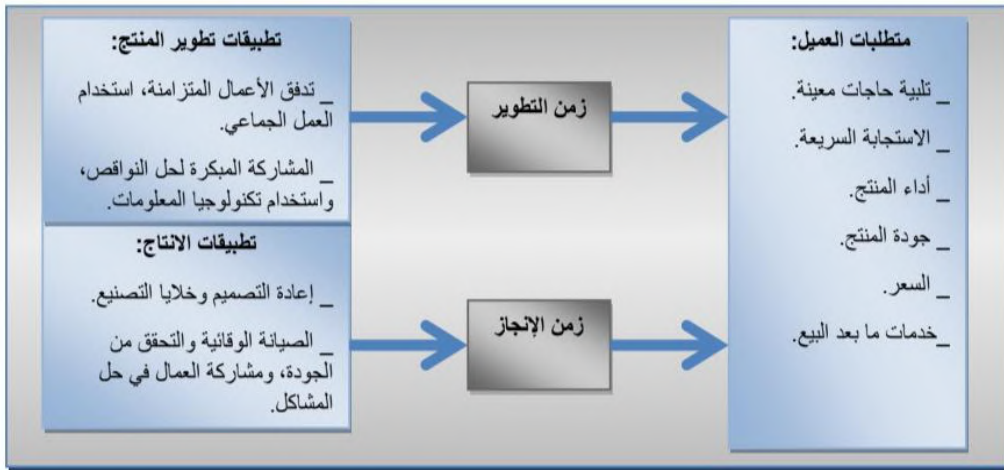 تطبيقات تطوير المنتج:
_ تدفق الأعمال المتزامنة، استخدام
العمل الجماعي.
_ المشاركة المبكرة لحل النواقص،
واستخدام تكنولوجيا المعلومات.
تطبيقات الانتاج:
_ إعادة التصميم وخلايا التصنيع.
_ الصيانة الوقائية والتحقق من
الجودة، ومشاركة العمال في حل
المشاكل.
زمن التطوير
زمن الإنجاز
متطلبات العميل:
_ تلبية حاجات معينة.
_ الاستجابة السريعة.
_ أداء المنتج.
_ جودة المنتج.
_ السعر.
_خدمات ما بعد البيع.